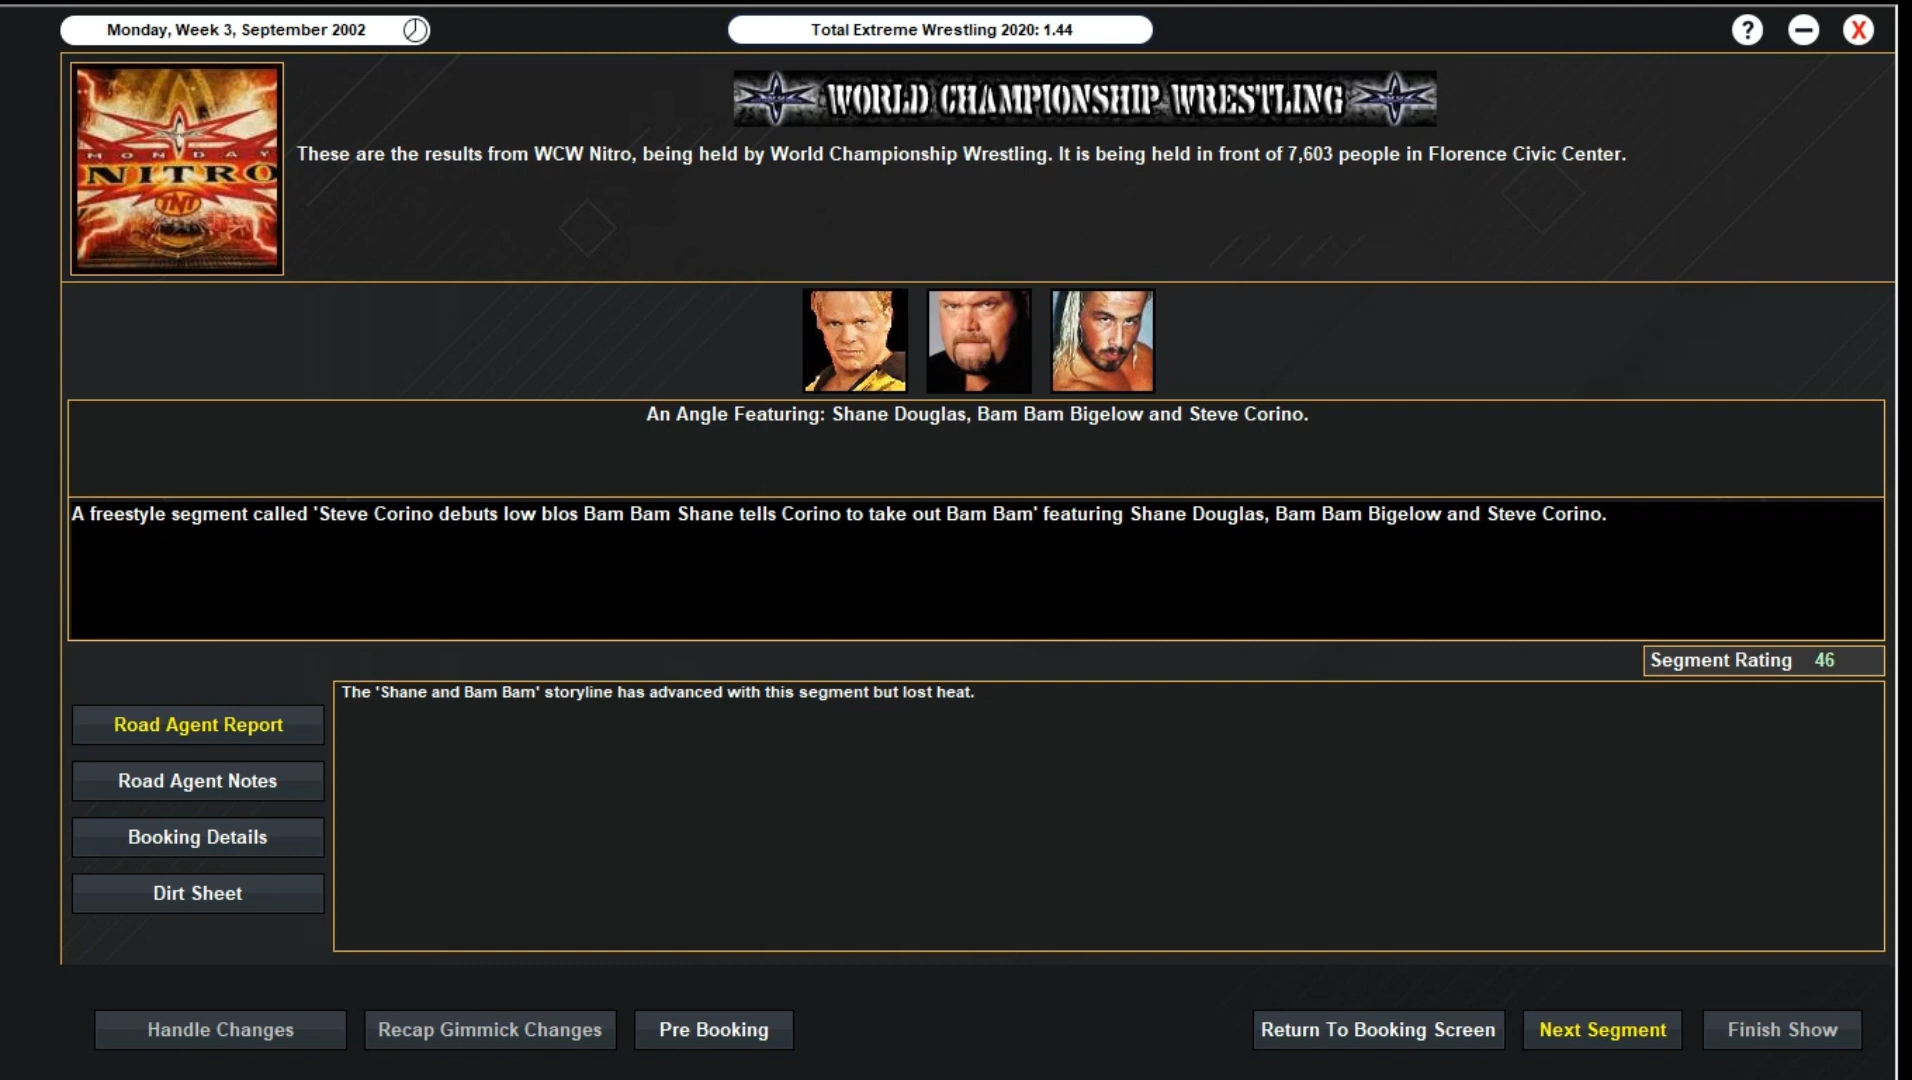 Monday, Week 3, September 2002
Total Extreme Wrestling 2020: 1.44
?
X
MONDAY
NITRO
TNT
WORLD CHAMPIONSHIP WRESTLING
These are the results from WCW Nitro, being held by World Championship Wrestling. It is being held in front of 7,603 people in Florence Civic Center.
An Angle Featuring: Shane Douglas, Bam Bam Bigelow and Steve Corino.
A freestyle segment called 'Steve Corino debuts low blos Bam Bam Shane tells Corino to take out Bam Bam' featuring Shane Douglas, Bam Bam Bigelow and Steve Corino.
Segment Rating 46
The 'Shane and Bam Bam' storyline has advanced with this segment but lost heat.
Road Agent Report
Road Agent Notes
Booking Details
Dirt Sheet
Handle Changes
Recap Gimmick Changes
Pre Booking
Return To Booking Screen
Next Segment
Finish Show